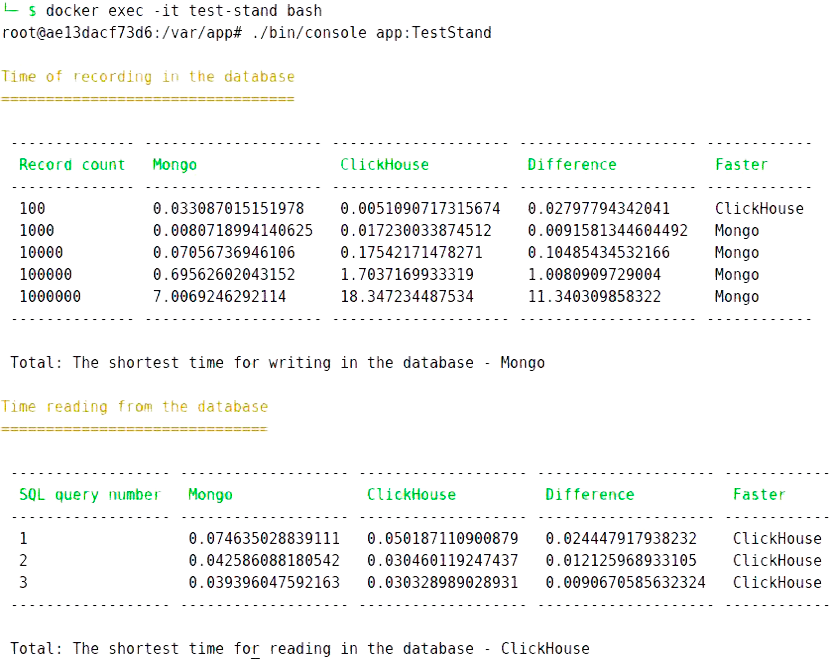 └─ $ docker exec -it test-stand bash
root@ae13dacf73d6:/var/app# ./bin/console app:TestStand
Time of recording in the database
=================================
-------------- -------------------- -------------------- -------------------- ------------
Record count Mongo ClickHouse Difference Faster
-------------- -------------------- -------------------- -------------------- ------------
100 0.033087015151978 0.0051090717315674 0.02797794342041 ClickHouse
1000 0.0080718994140625 0.017230033874512 0.0091581344604492 Mongo
10000 0.07056736946106 0.17542171478271 0.10485434532166 Mongo
100000 0.69562602043152 1.7037169933319 1.0080909729004 Mongo
1000000 7.0069246292114 18.347234487534 11.340309858322 Mongo
-------------- -------------------- -------------------- -------------------- ------------
Total: The shortest time for writing in the database - Mongo
Time reading from the database
==============================
------------------ ------------------- ------------------- -------------------- ------------
SQL query number Mongo ClickHouse Difference Faster
------------------ ------------------- ------------------- -------------------- ------------
1 0.074635028839111 0.050187110900879 0.024447917938232 ClickHouse
2 0.042586088180542 0.030460119247437 0.012125968933105 ClickHouse
3 0.039396047592163 0.030328989028931 0.0090670585632324 ClickHouse
------------------ ------------------- ------------------- -------------------- ------------
Total: The shortest time for reading in the database - ClickHouse